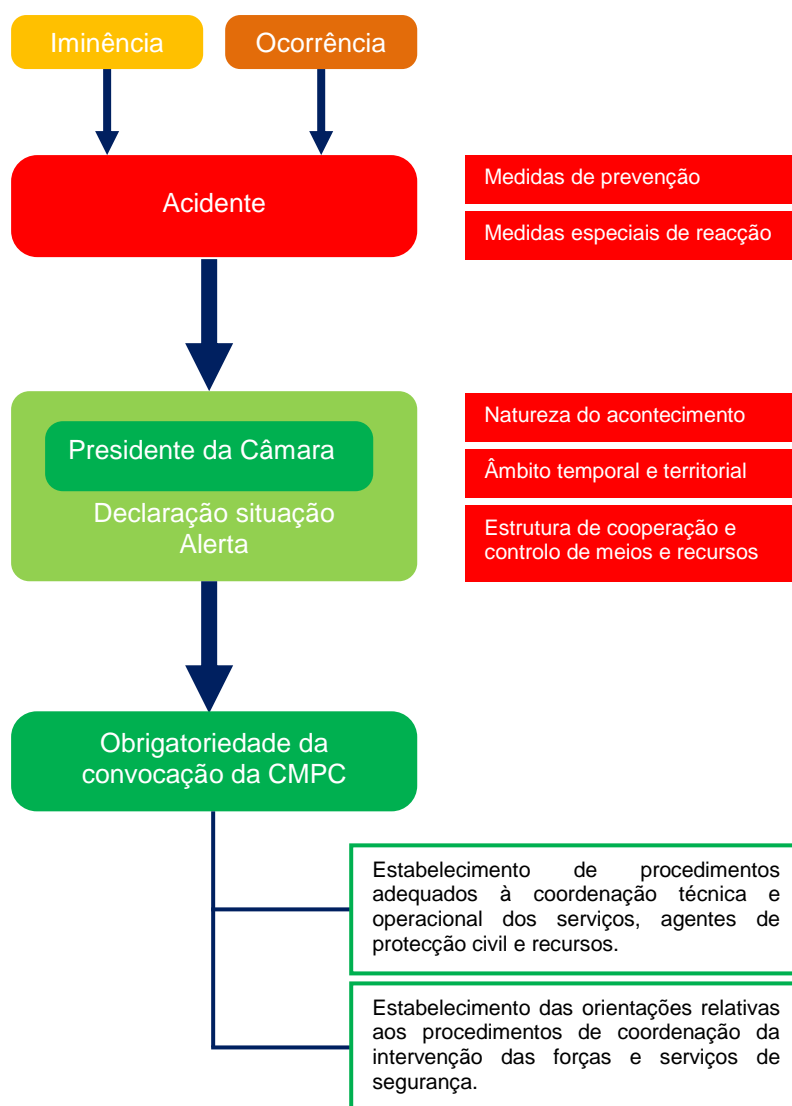 Iminência
Ocorrência
Acidente
Medidas de prevenção
Medidas especiais de reacção
Presidente da Câmara
Declaração situação
Alerta
Natureza do acontecimento
Âmbito temporal e territorial
Estrutura de cooperação e
controlo de meios e recursos
Obrigatoriedade da
convocação da CMPC
Estabelecimento de procedimentos
adequados à coordenação técnica e
operacional dos serviços, agentes de
protecção civil e recursos.
Estabelecimento das orientações relativas
aos procedimentos de coordenação da
intervenção das forças e serviços de
segurança.